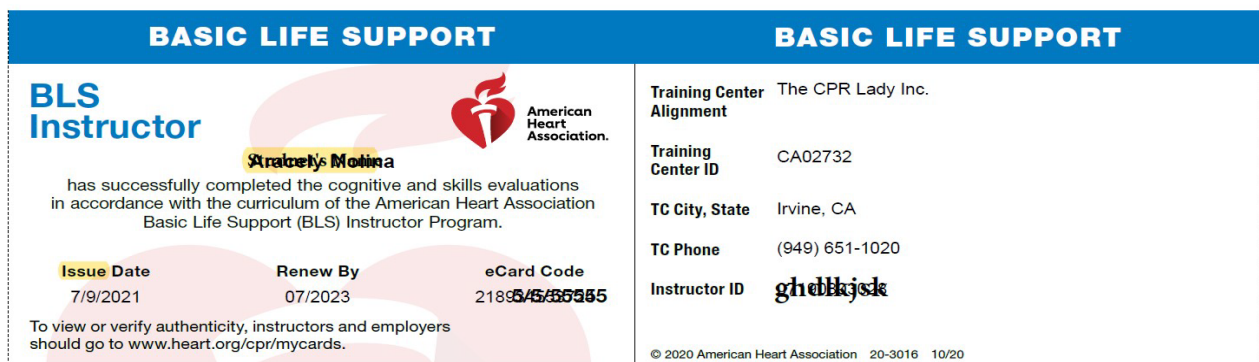 BASIC LIFE SUPPORT
BLS
Instructor
American
Heart
Association.
Aracely Molina
has successfully completed the cognitive and skills evaluations
in accordance with the curriculum of the American Heart Association
Basic Life Support (BLS) Instructor Program.
Issue Date Renew By eCard Code
7/9/2021 07/2023
To view or verify authenticity, instructors and employers
should go to www.heart.org/cpr/mycards.
BASIC LIFE SUPPORT
Training Center Alignment The CPR Lady Inc.
Training Center ID CA02732
TC City, State Irvine, CA
TC Phone (949) 651-1020
Instructor ID ghdlkjsk
© 2020 American Heart Association 20-3016 10/20